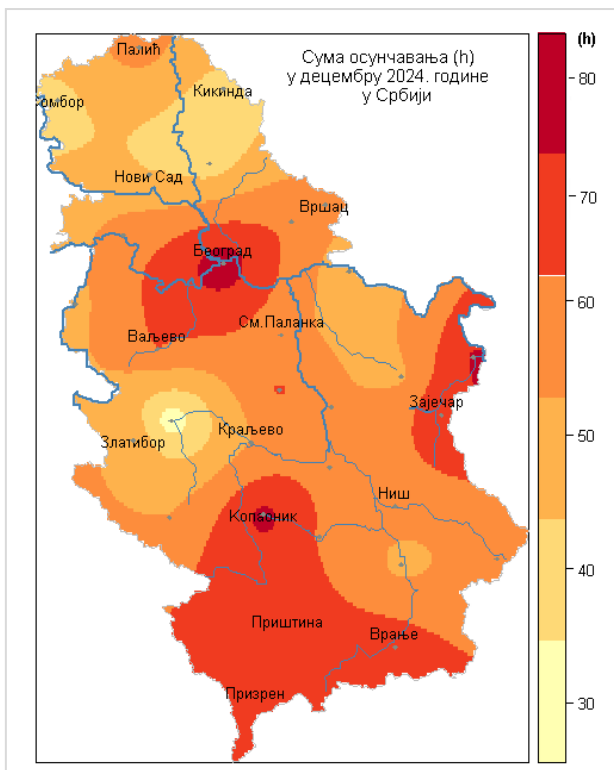 Сума осунчавања (h)
у децембру 2024. године
у Србији
(h)
80
70
60
50
40
30
Палић
омбор
Кикинда
Нови Сад
Вршац
Београд
См.Паланка
Ваљево
Зајечар
Краљево
Златибор
Ниш
Копаоник
Приштина
Врање
Призрен